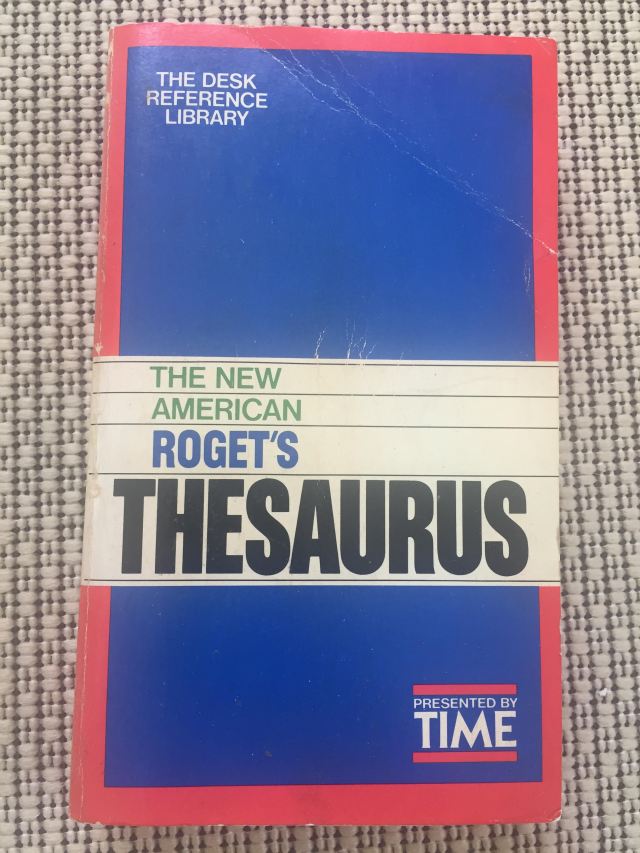 THE DESK
REFERENCE
LIBRARY
THE NEW
AMERICAN
ROGET'S
THESAURUS
PRESENTED BY
TIME